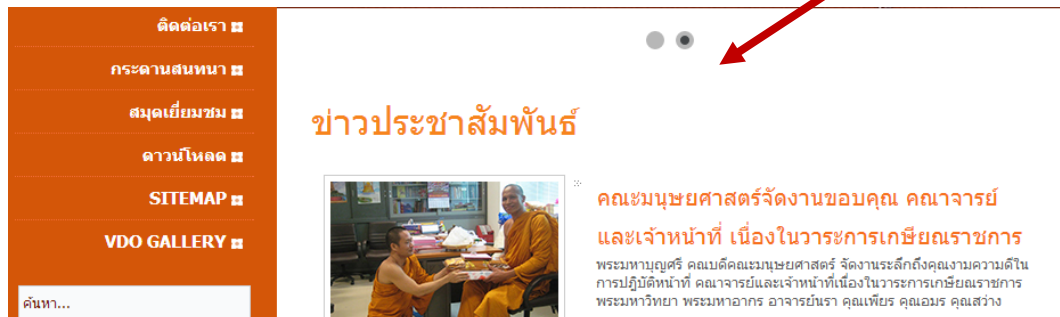 ติดต่อเรา
กระดานสนทนา
สมุดเยี่ยมชม
ดาวน์โหลด
SITEMAP
VDO GALLERY
ค้นหา...
ข่าวประชาสัมพันธ์
คณะมนุษยศาสตร์จัดงานขอบคุณ คณาจารย์
และเจ้าหน้าที่ เนื่องในวาระการเกษียณราชการ
พระมหาบุญศรี คณบดีคณะมนุษยศาสตร์ จัดงานระลึกถึงคุณงามความดีใน
การปฎิบัติหน้าที่ คณาจารย์และเจ้าหน้าที่เนื่องในวาระการเกษียณราชการ
พระมหาวิทยา พระมหาอากร อาจารย์นรา คุณเพียร คุณอมร คุณสว่าง